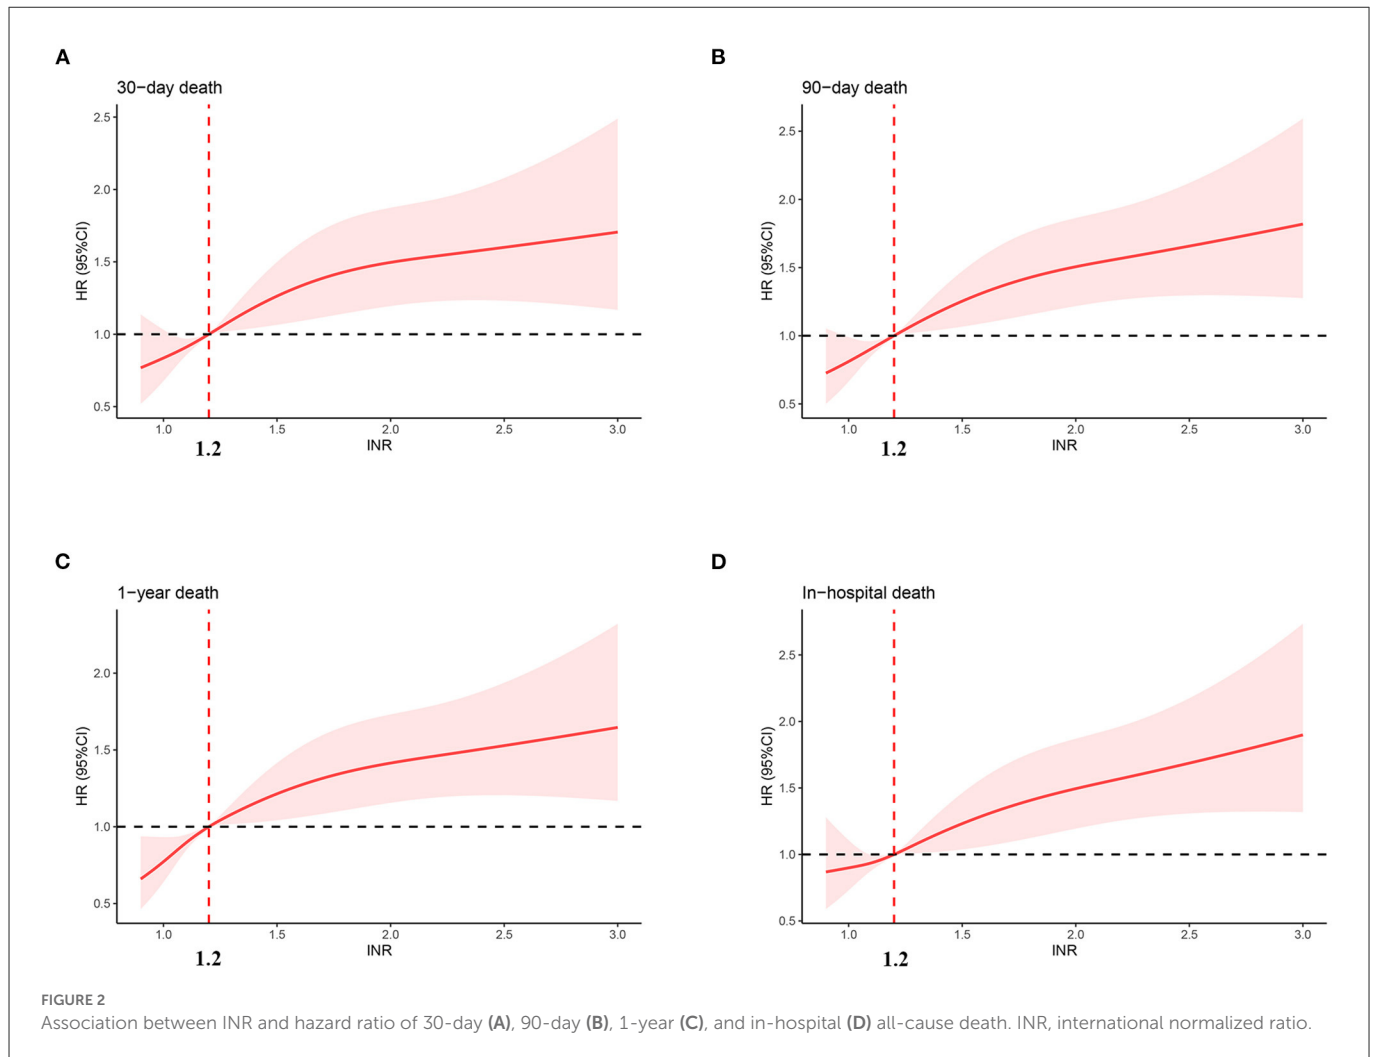 A
30−day death
HR (95%CI)
2.5
2.0
1.5
1.0
0.5
1.0 1.5 2.0 2.5 3.0
1.2
INR
B
90−day death
HR (95%CI)
2.5
2.0
1.5
1.0
0.5
1.0 1.5 2.0 2.5 3.0
1.2
INR
C
1−year death
HR (95%CI)
2.0
1.5
1.0
0.5
1.0 1.5 2.0 2.5 3.0
1.2
INR
D
In−hospital death
HR (95%CI)
2.5
2.0
1.5
1.0
0.5
1.0 1.5 2.0 2.5 3.0
1.2
INR
FIGURE 2
Association between INR and hazard ratio of 30-day (A), 90-day (B), 1-year (C), and in-hospital (D) all-cause death. INR, international normalized ratio.